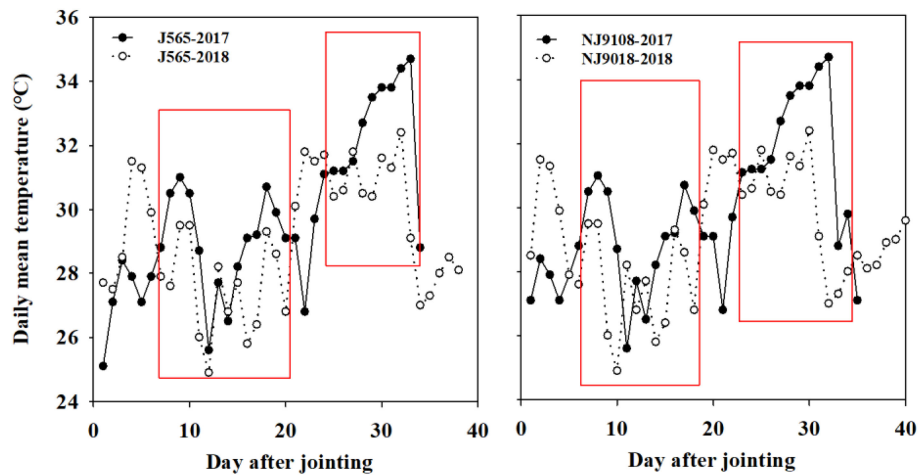 36
34
32
30
28
26
24
Daily mean temperature (°C)
J565-2017
J565-2018
0 10 20 30 40
Day after jointing
NJ9108-2017
NJ9018-2018
0 10 20 30 40
Day after jointing